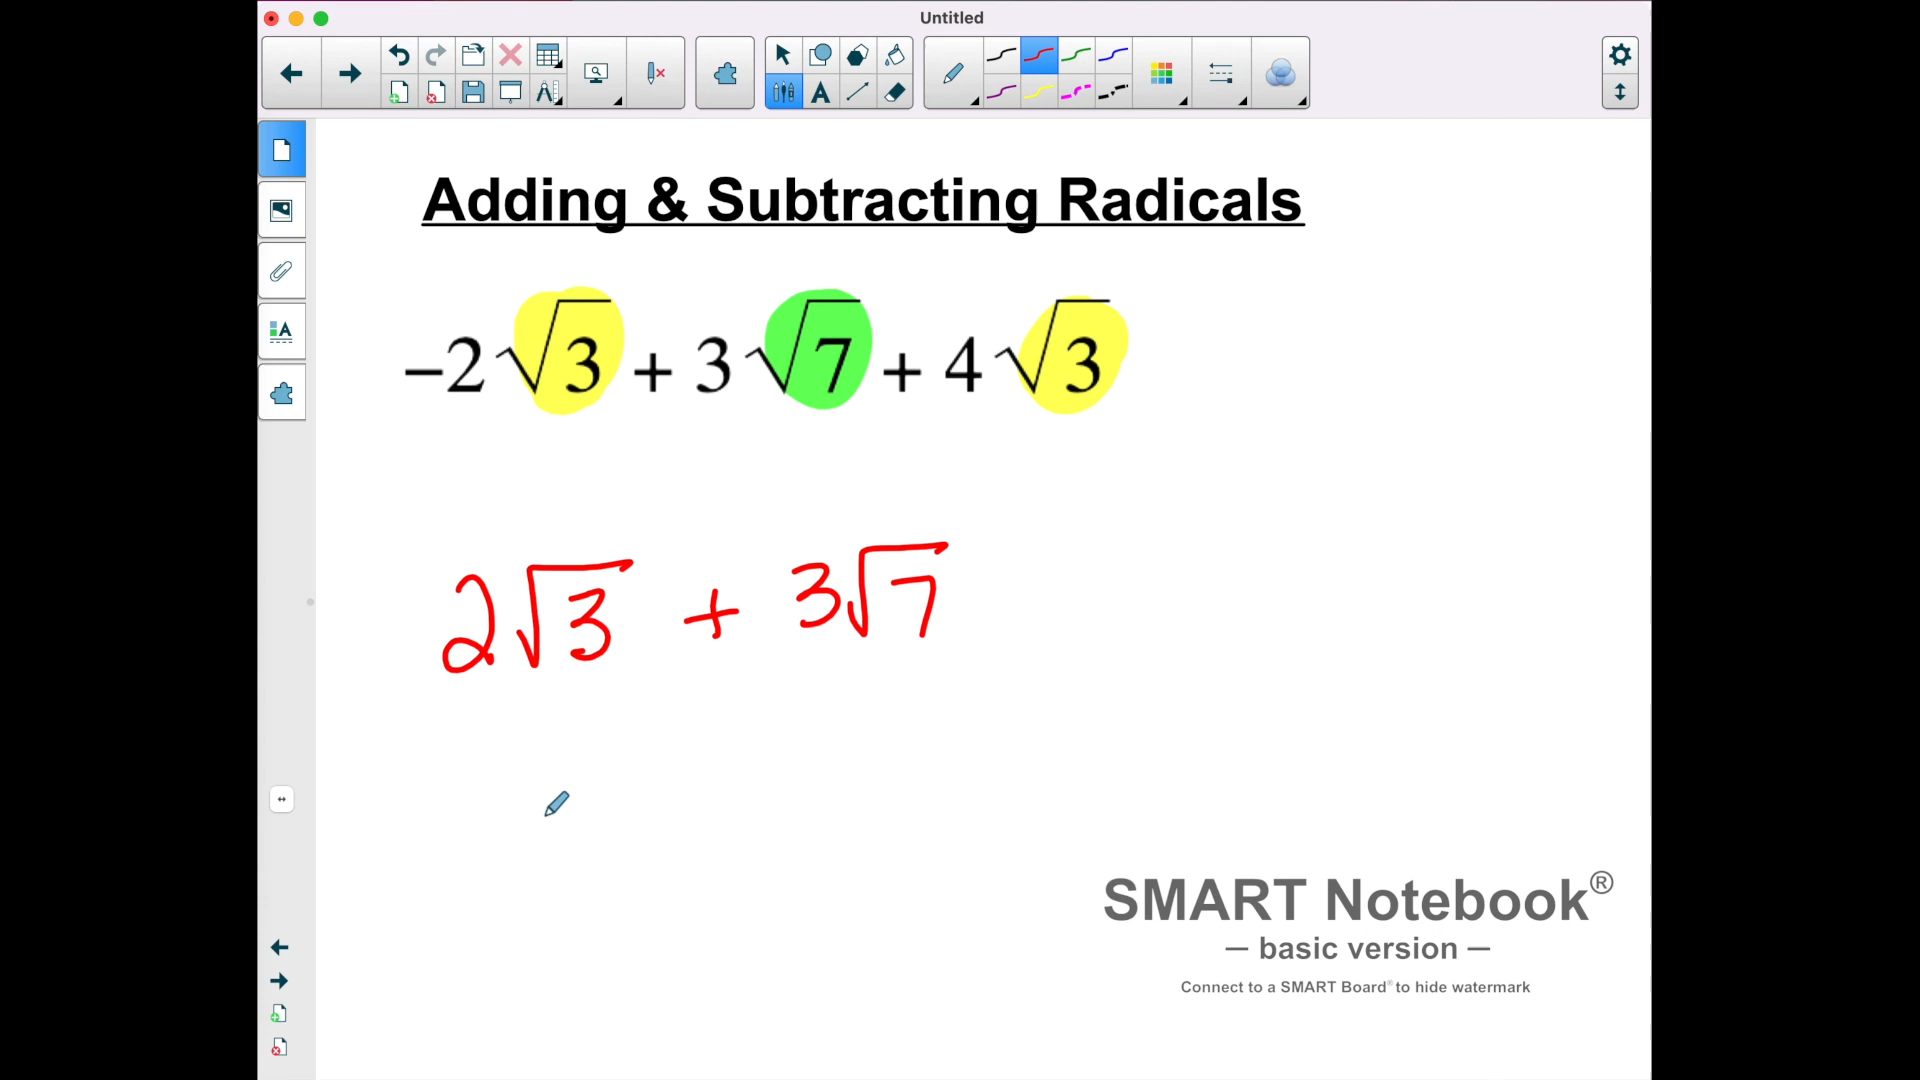 Untitled
Adding & Subtracting Radicals
−2√3 + 3√7 + 4√3
2√3 + 3√7
SMART Notebook®
— basic version —
Connect to a SMART Board® to hide watermark